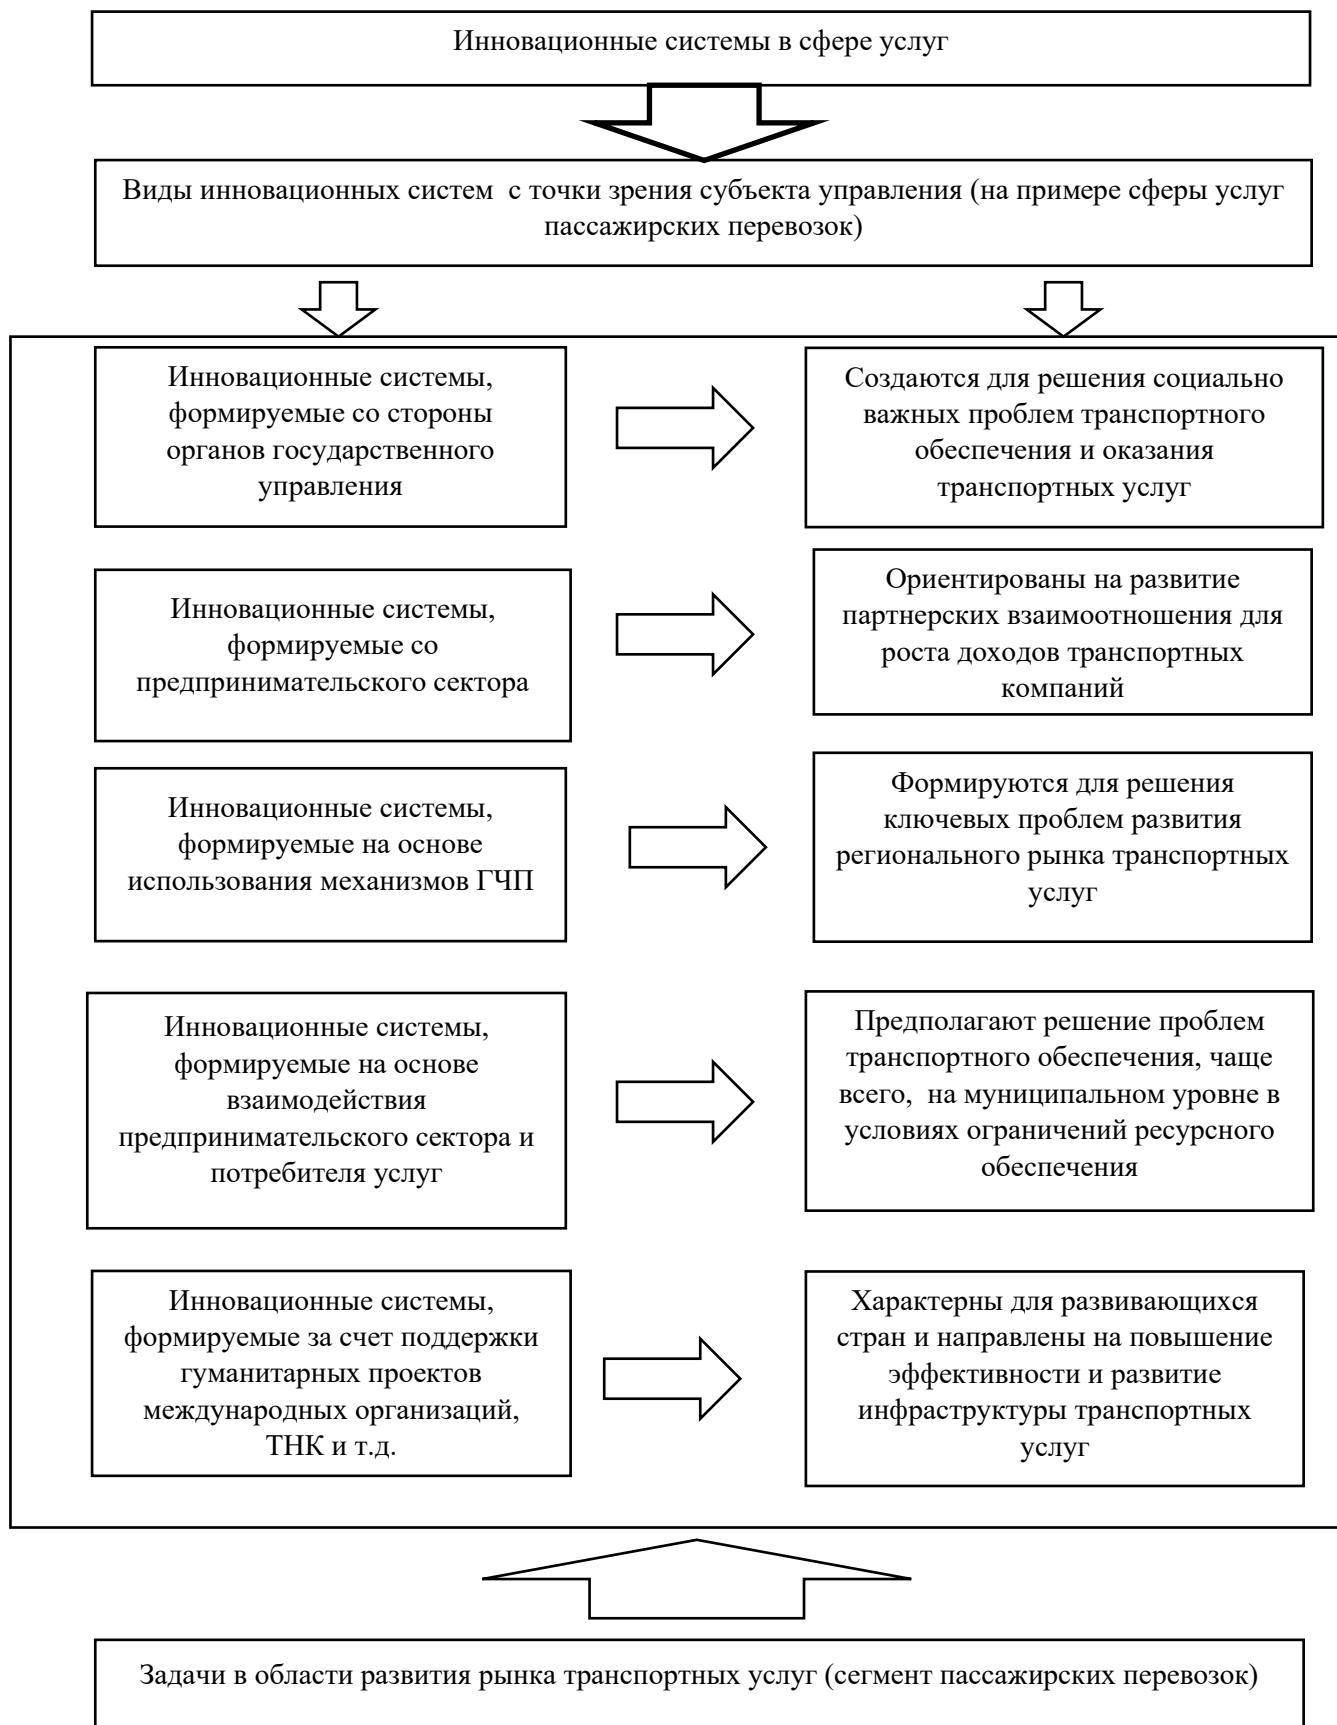 Инновационные системы в сфере услуг
Виды инновационных систем  с точки зрения субъекта управления (на примере сферы услуг
пассажирских перевозок)
Инновационные системы,
формируемые со стороны
органов государственного
управления
Создаются для решения социально
важных проблем транспортного
обеспечения и оказания
транспортных услуг
Инновационные системы,
формируемые со
предпринимательского сектора
Ориентированы на развитие
партнерских взаимоотношения для
роста доходов транспортных
компаний
Инновационные системы,
формируемые на основе
использования механизмов ГЧП
Формируются для решения
ключевых проблем развития
регионального рынка транспортных
услуг
Инновационные системы,
формируемые на основе
взаимодействия
предпринимательского сектора и
потребителя услуг
Предполагают решение проблем
транспортного обеспечения, чаще
всего,  на муниципальном уровне в
условиях ограничений ресурсного
обеспечения
Инновационные системы,
формируемые за счет поддержки
гуманитарных проектов
международных организаций,
ТНК и т.д.
Характерны для развивающихся
стран и направлены на повышение
эффективности и развитие
инфраструктуры транспортных
услуг
Задачи в области развития рынка транспортных услуг (сегмент пассажирских перевозок)